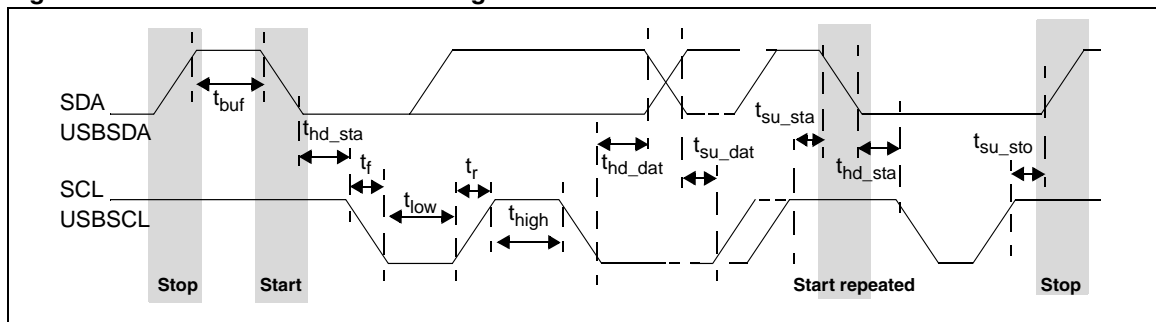 SDA
USBSDA
t_buf
t_hd_sta
t_f
t_low
t_r
t_high
t_hd_dat
t_su_dat
t_su_sta
t_hd_sta
t_su_sto
SCL
USBSCL
Stop
Start
Start repeated
Stop